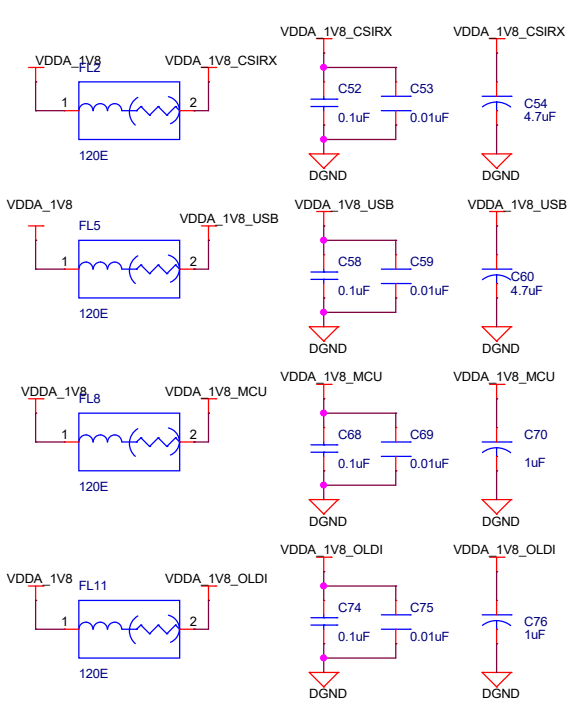 VDDA_1V8_CSIRX
VDDA_1V8_CSIRX
VDDA_1V8
FL2
VDDA_1V8_CSIRX
1
2
120E
C52
0.1uF
C53
0.01uF
C54
4.7uF
DGND
DGND
VDDA_1V8
FL5
VDDA_1V8_USB
1
2
120E
VDDA_1V8_USB
VDDA_1V8_USB
C58
0.1uF
C59
0.01uF
C60
4.7uF
DGND
DGND
VDDA_1V8
FL8
VDDA_1V8_MCU
1
2
120E
VDDA_1V8_MCU
VDDA_1V8_MCU
C68
0.1uF
C69
0.01uF
C70
1uF
DGND
DGND
VDDA_1V8
FL11
VDDA_1V8_OLDI
1
2
120E
VDDA_1V8_OLDI
VDDA_1V8_OLDI
C74
0.1uF
C75
0.01uF
C76
1uF
DGND
DGND